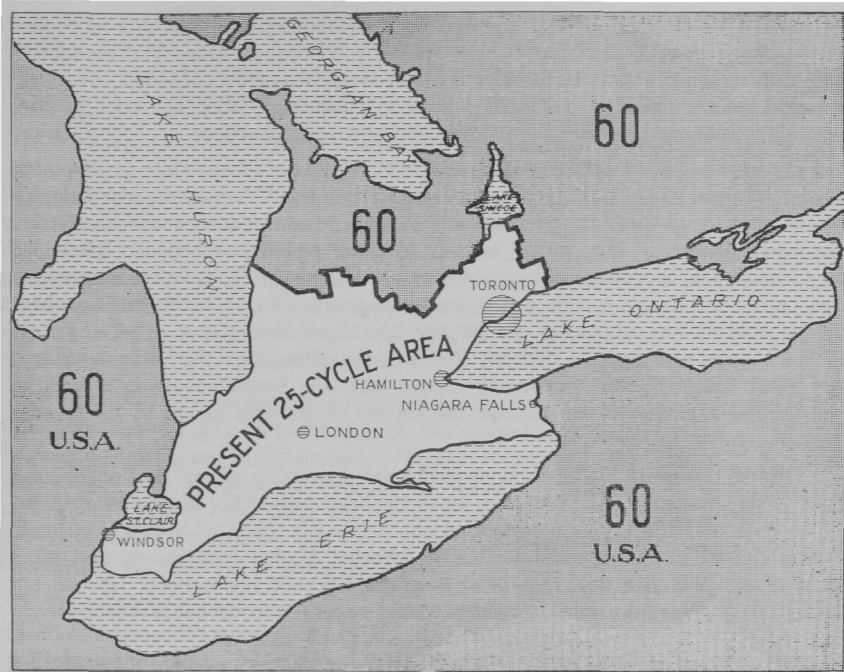 LAKE HURON
GEORGIAN BAY
60
60
LAKE
SIMCOE
TORONTO
LAKE ONTARIO
PRESENT 25-CYCLE AREA
HAMILTON
NIAGARA FALLS
60
U.S.A.
LONDON
LAKE
ST.CLAIR
WINDSOR
LAKE ERIE
60
U.S.A.